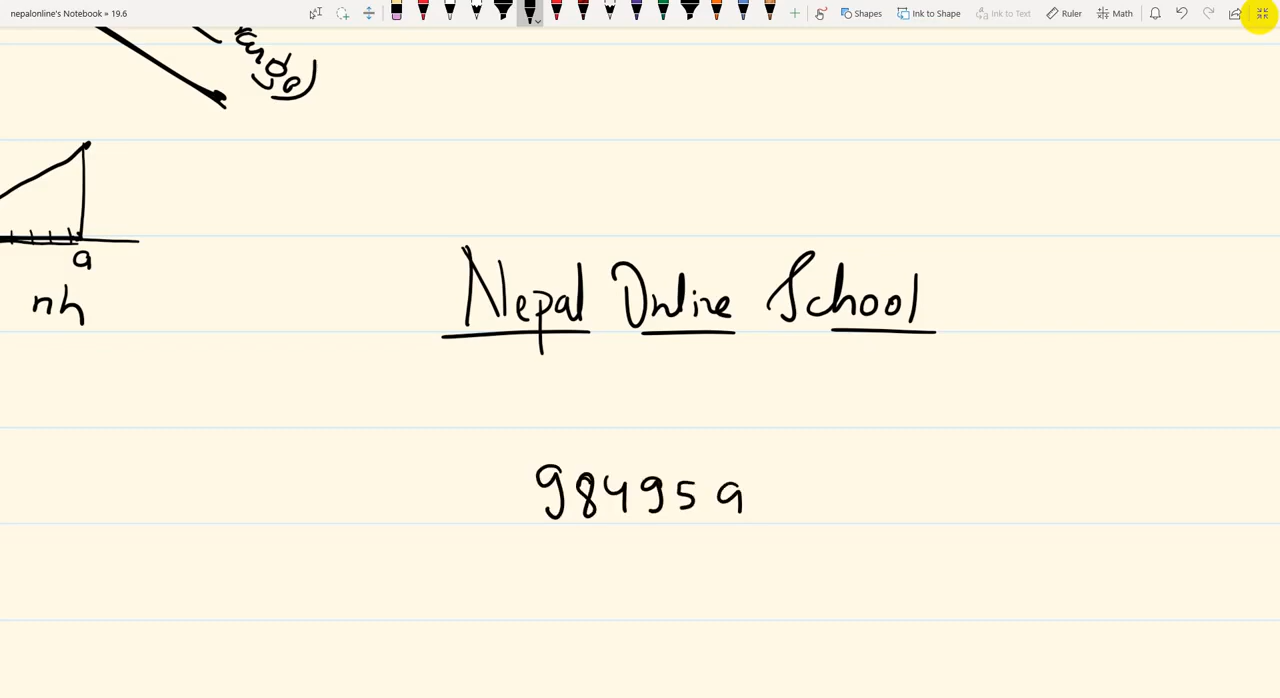 nepalonline's Notebook » 19.6
Shapes
Ink to Shape
Ink to Text
Ruler
Math
a
nh
Nepal Online School
984959